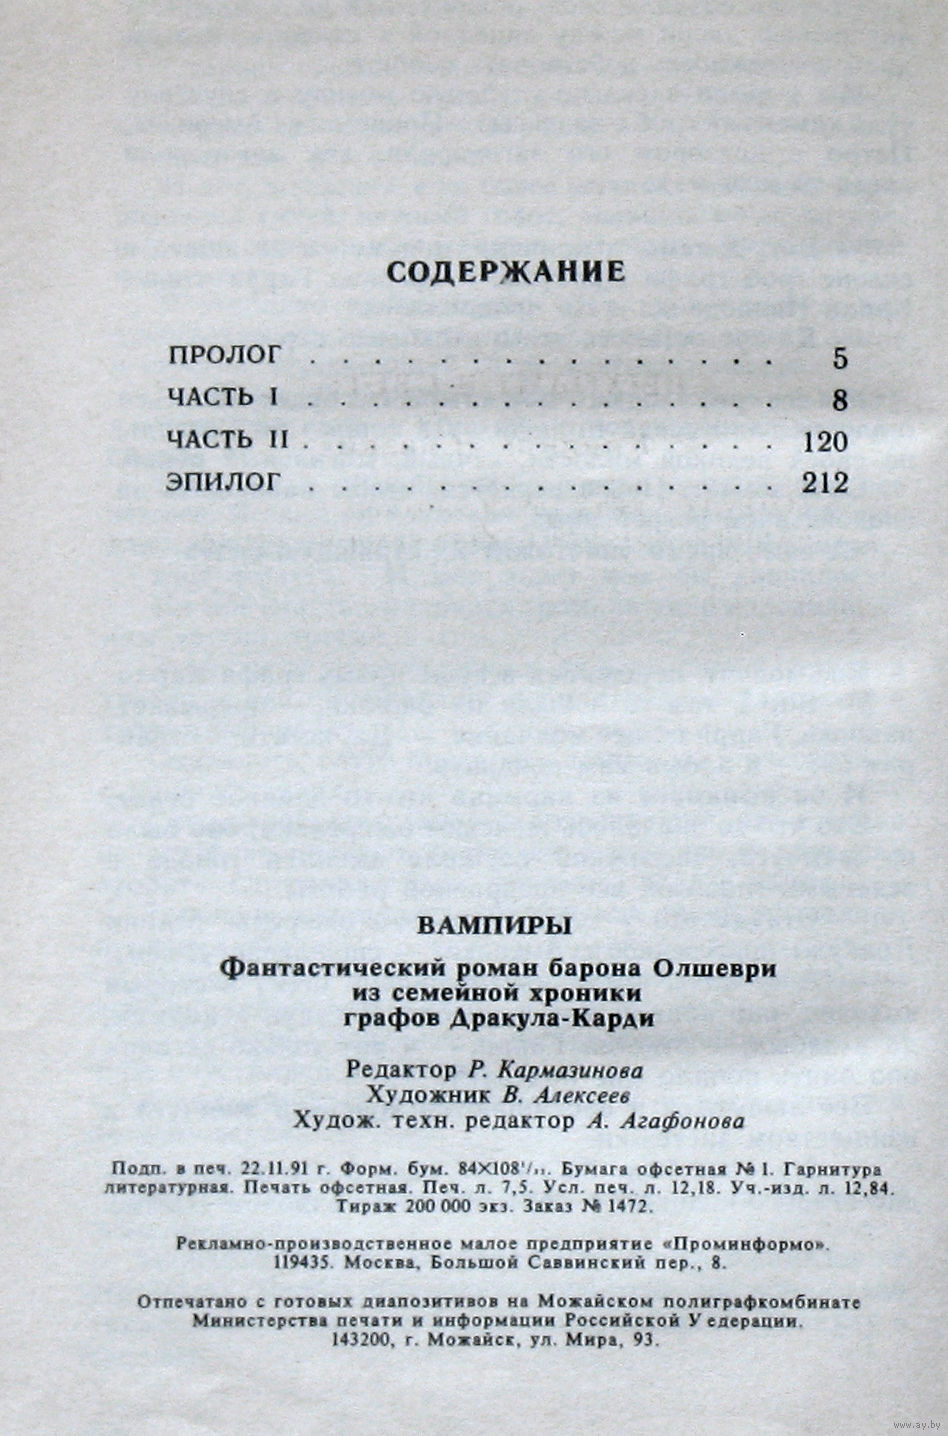 СОДЕРЖАНИЕ
ПРОЛОГ . . . . . . . . . . . . . . . . . . 5
ЧАСТЬ I . . . . . . . . . . . . . . . . . . 8
ЧАСТЬ II . . . . . . . . . . . . . . . . . . 120
ЭПИЛОГ . . . . . . . . . . . . . . . . . . 212
ВАМПИРЫ
Фантастический роман барона Олшеври
из семейной хроники
графов Дракула-Карди
Редактор Р. Кармазинова
Художник В. Алексеев
Худож. техн. редактор А. Агафонова
Подп. в печ. 22.11.91 г. Форм. бум. 84×108¹/₃₂. Бумага офсетная № 1. Гарнитура
литературная. Печать офсетная. Печ. л. 7,5. Усл. печ. л. 12,18. Уч.-изд. л. 12,84.
Тираж 200 000 экз. Заказ № 1472.
Рекламно-производственное малое предприятие «Проминформо».
119435. Москва, Большой Саввинский пер., 8.
Отпечатано с готовых диапозитивов на Можайском полиграфкомбинате
Министерства печати и информации Российской У едерации.
143200, г. Можайск, ул. Мира, 93.
www.ay.by